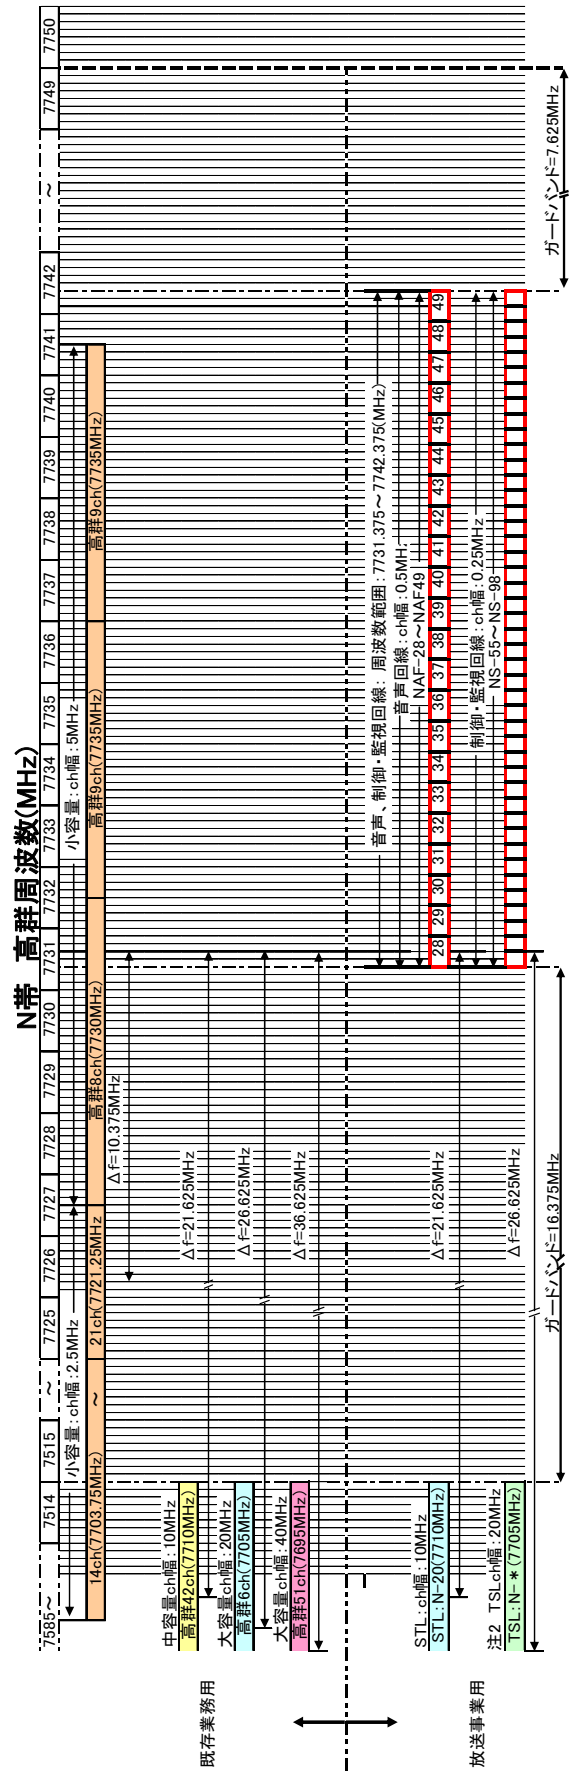 N帯　高群周波数(MHz)
7585～ 7514 7515 ～ 7725 7726 7727 7728 7729 7730 7731 7732 7733 7734 7735 7736 7737 7738 7739 7740 7741 7742 ～ 7749 7750
小容量:ch幅:2.5MHz 小容量:ch幅:5MHz
14ch(7703.75MHz) ～ 21ch(7721.25MHz) 高群8ch(7730MHz) 高群9ch(7735MHz) 高群9ch(7735MHz)
Δf=10.375MHz
既存業務用
中容量ch幅:10MHz
高群42ch(7710MHz) Δf=21.625MHz
大容量ch幅:20MHz
高群6ch(7705MHz) Δf=26.625MHz
大容量ch幅:40MHz
高群51ch(7695MHz) Δf=36.625MHz
音声、制御・監視回線: 周波数範囲:7731.375～7742.375(MHz)
音声回線:ch幅:0.5MHz
NAF-28～NAF49
放送事業用
STL:ch幅:10MHz
STL:N-20(7710MHz) Δf=21.625MHz 28 29 30 31 32 33 34 35 36 37 38 39 40 41 42 43 44 45 46 47 48 49
制御・監視回線:ch幅:0.25MHz
NS-55～NS-98
注2 TSLch幅:20MHz
TSL:N-＊(7705MHz) Δf=26.625MHz
ガードバンド=16.375MHz ガードバンド=7.625MHz